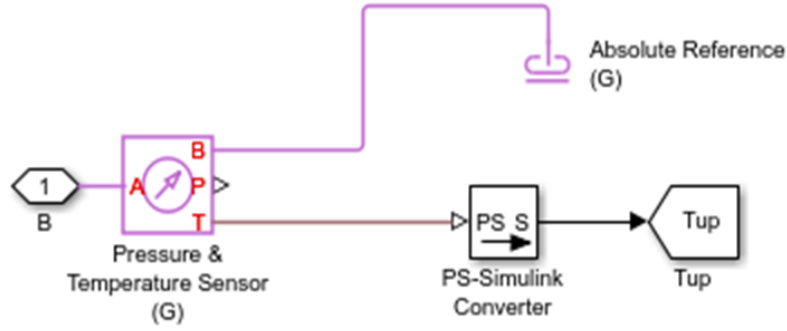 Absolute Reference
(G)
B
1
A
P
B
T
Pressure &
Temperature Sensor
(G)
PS S
PS-Simulink
Converter
Tup
Tup